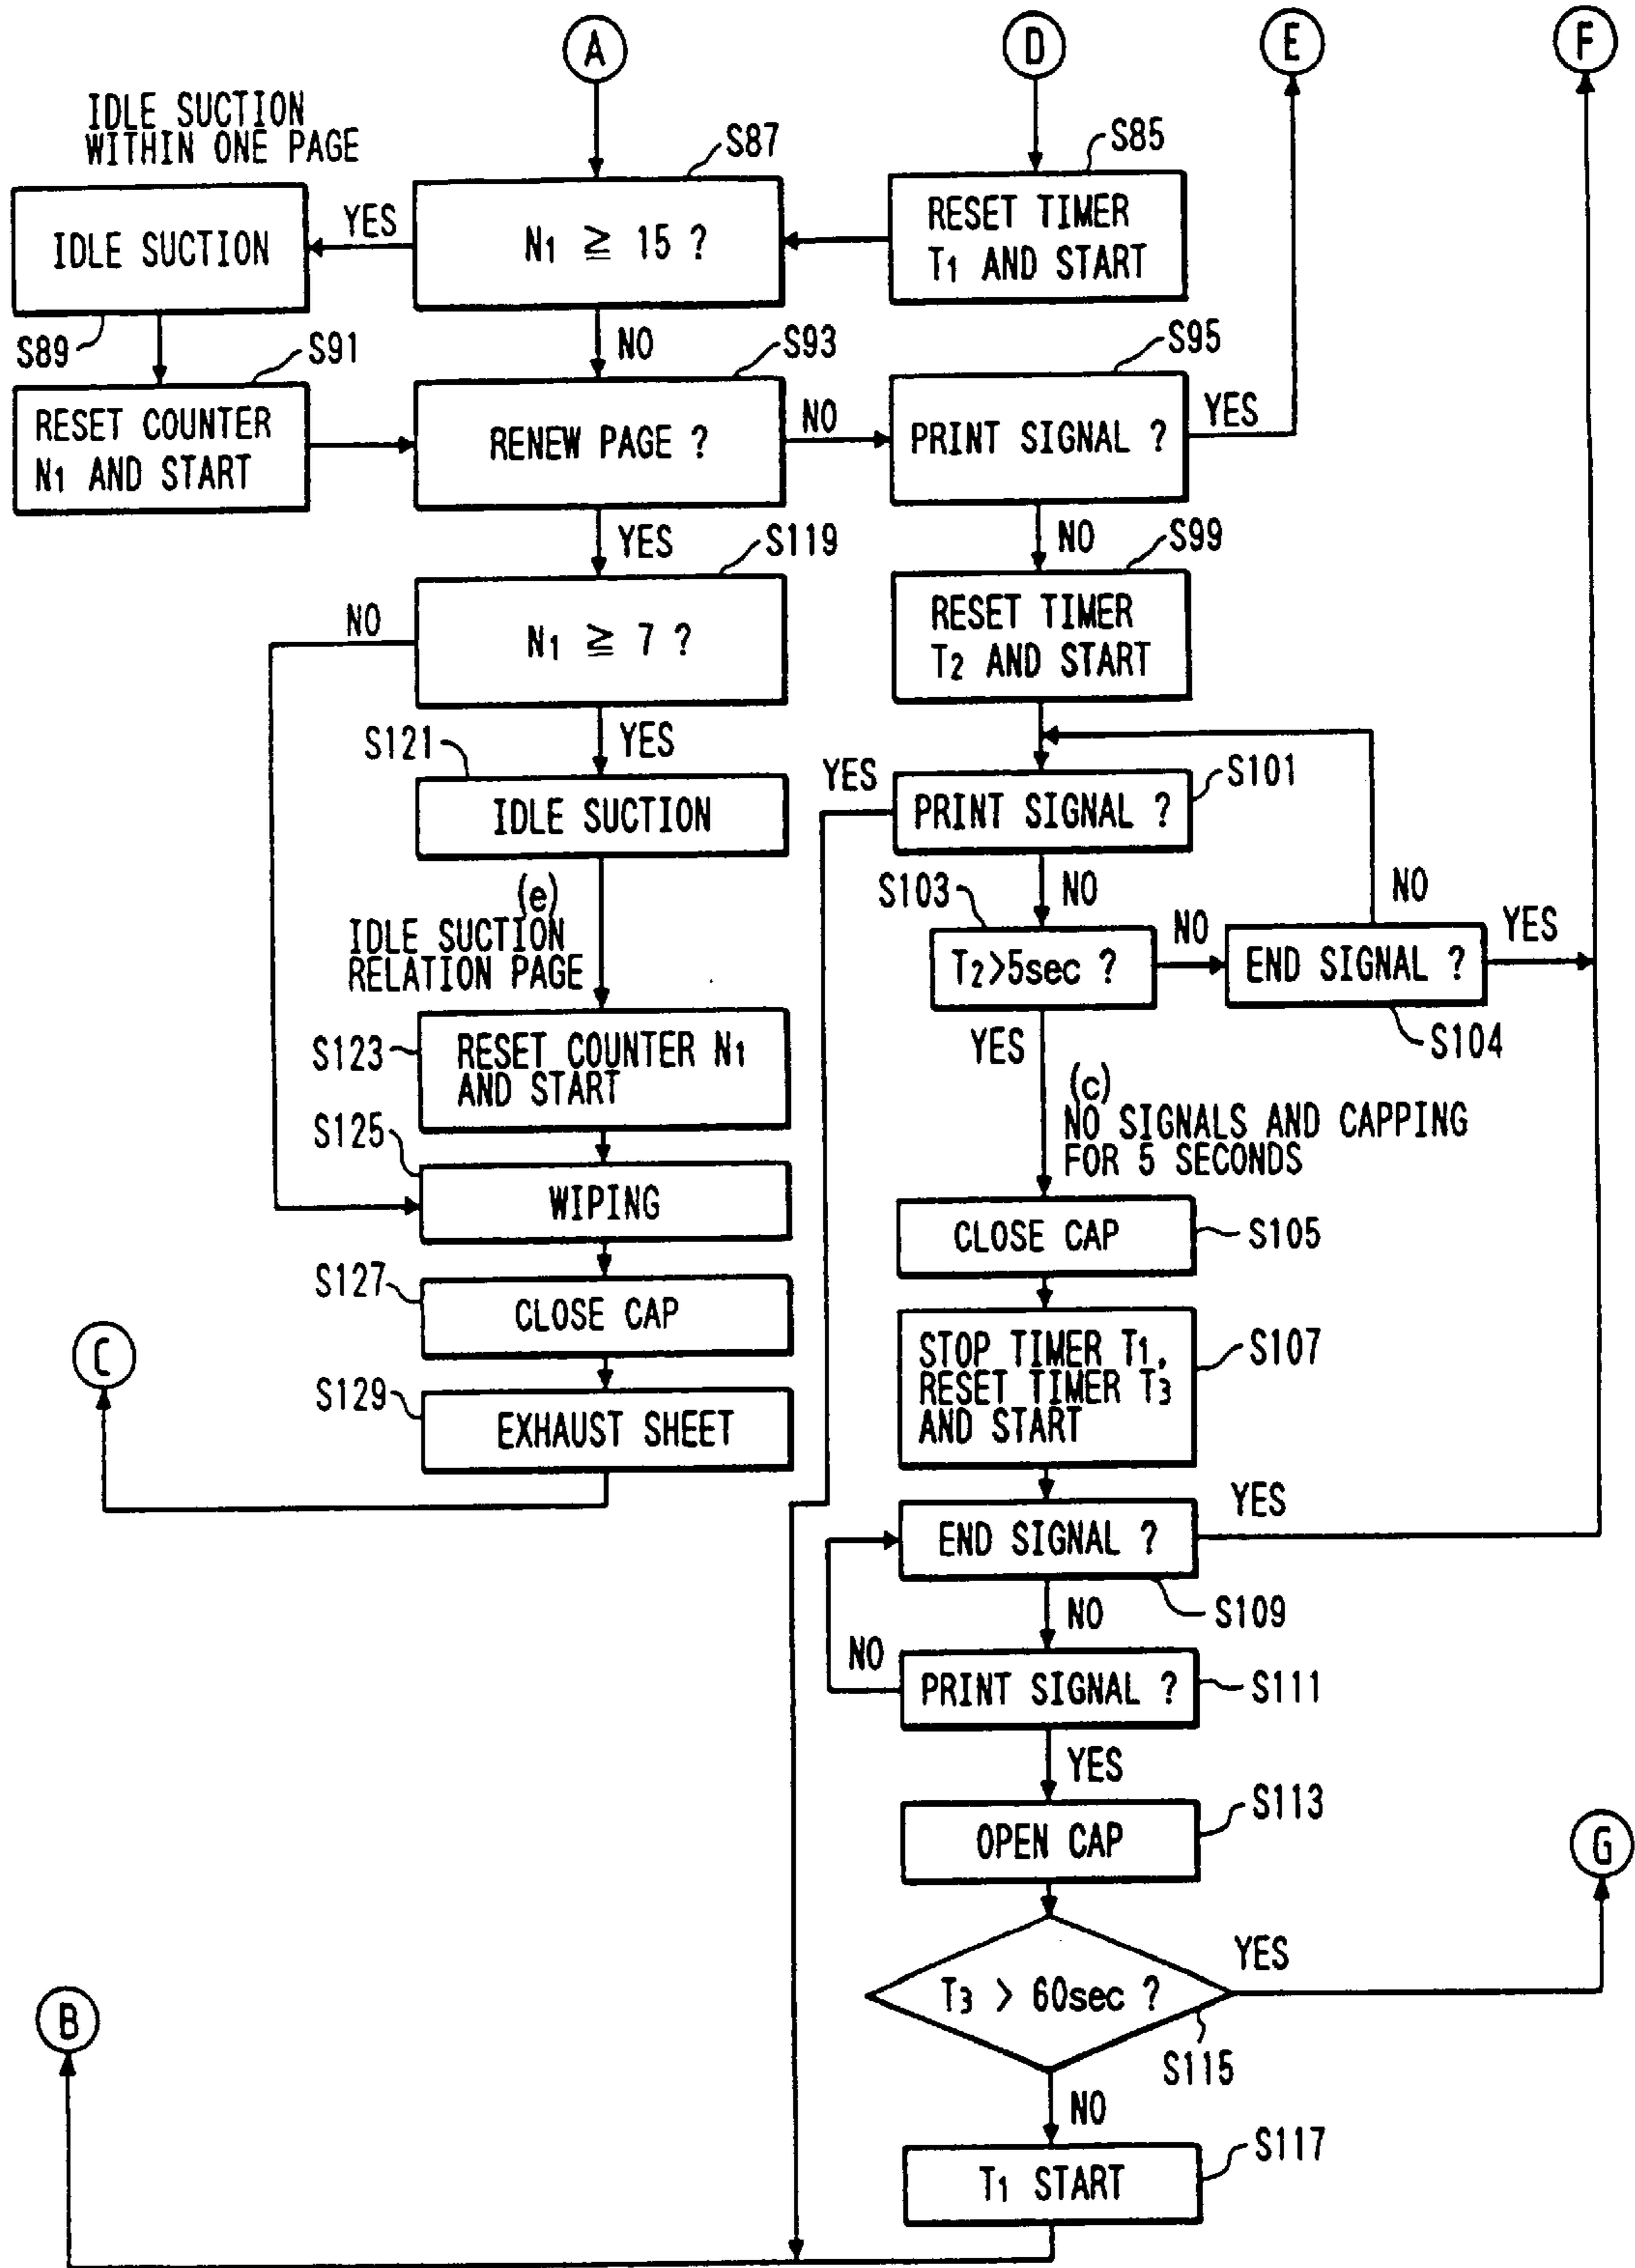 A
D
E
F
IDLE SUCTION
WITHIN ONE PAGE
S87
S85
IDLE SUCTION
YES
N1 ≧ 15 ?
RESET TIMER
T1 AND START
S89
S91
NO
S93
S95
RESET COUNTER
N1 AND START
RENEW PAGE ?
NO
PRINT SIGNAL ?
YES
YES
S119
NO
S99
NO
N1 ≧ 7 ?
RESET TIMER
T2 AND START
S121
YES
IDLE SUCTION
YES
PRINT SIGNAL ?
S101
(e)
IDLE SUCTION
RELATION PAGE
S103
NO
T2>5sec ?
NO
END SIGNAL ?
NO
YES
S104
S123
RESET COUNTER N1
AND START
YES
(c)
NO SIGNALS AND CAPPING
FOR 5 SECONDS
S125
WIPING
CLOSE CAP
S105
S127
CLOSE CAP
C
STOP TIMER T1,
RESET TIMER T3
AND START
S107
S129
EXHAUST SHEET
END SIGNAL ?
YES
S109
NO
NO
PRINT SIGNAL ?
S111
YES
OPEN CAP
S113
G
T3 > 60sec ?
YES
S115
B
NO
T1 START
S117